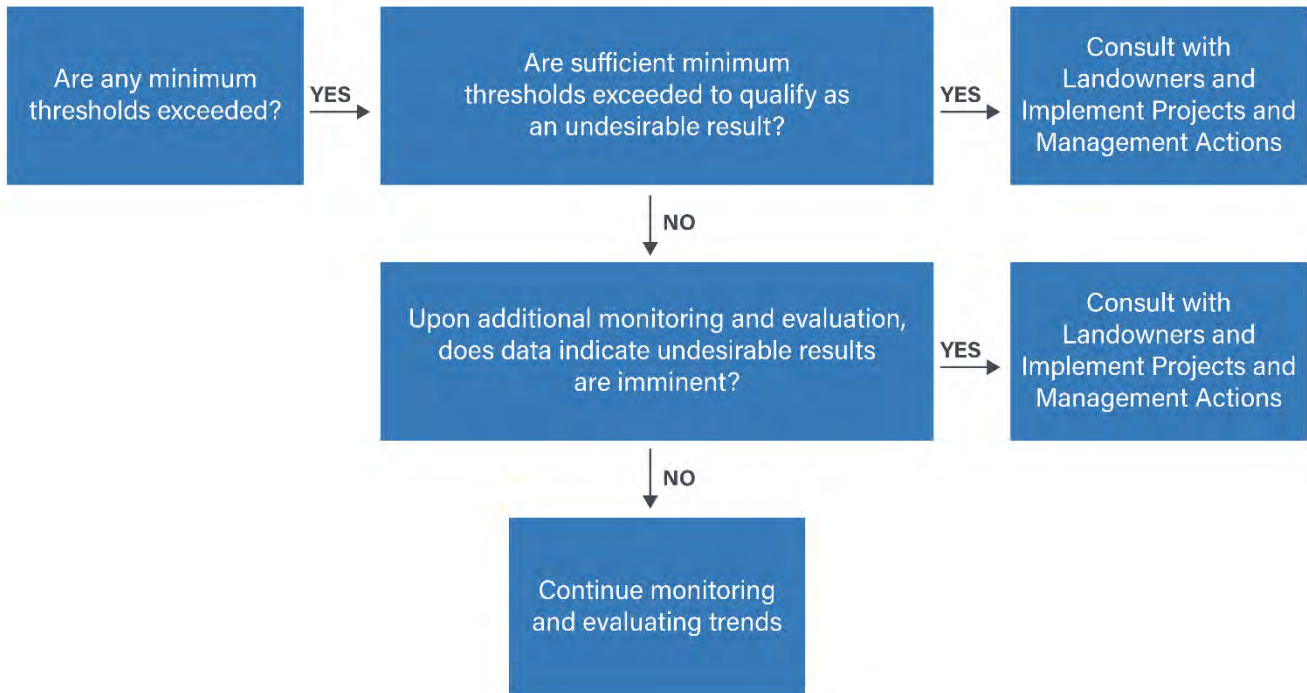 Are any minimum
thresholds exceeded?
YES
Are sufficient minimum
thresholds exceeded to qualify as
an undesirable result?
YES
Consult with
Landowners and
Implement Projects and
Management Actions
NO
Upon additional monitoring and evaluation,
does data indicate undesirable results
are imminent?
YES
Consult with
Landowners and
Implement Projects and
Management Actions
NO
Continue monitoring
and evaluating trends